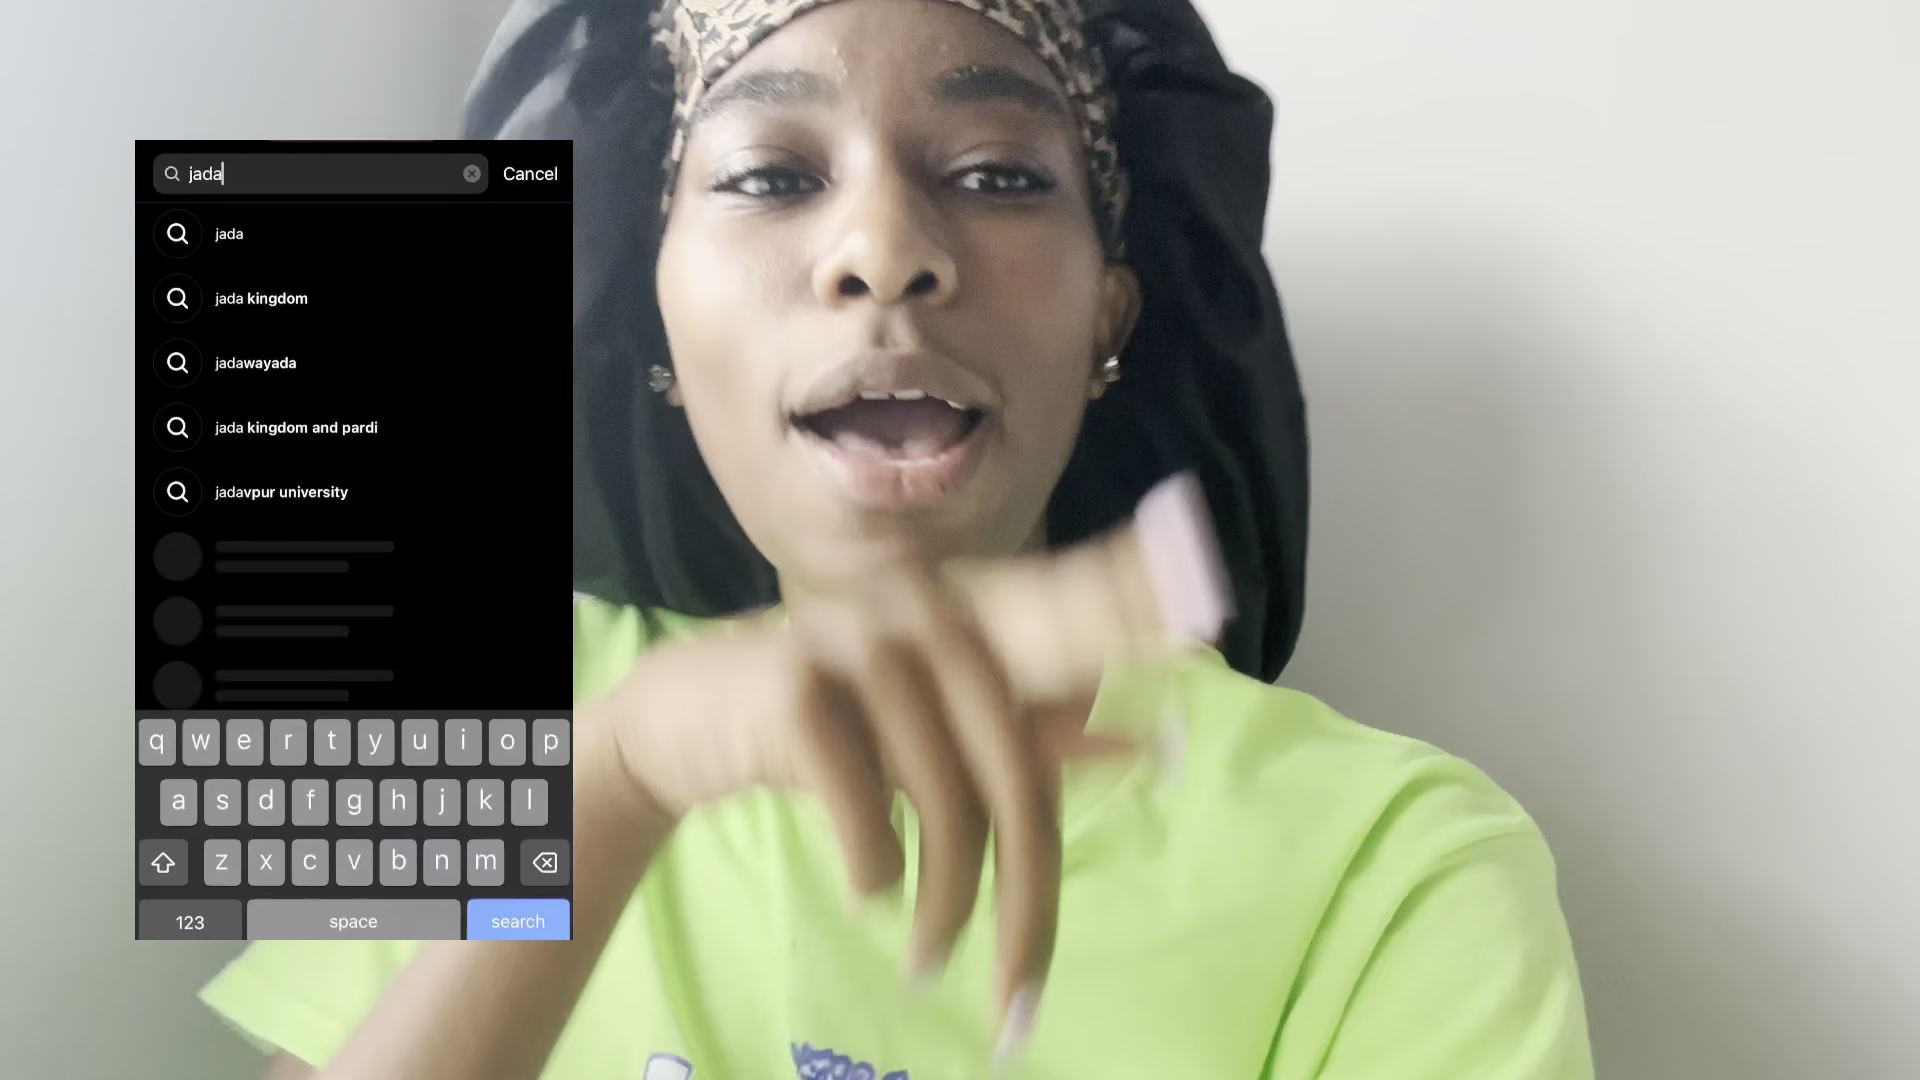 jada
Cancel
jada
jada kingdom
jadawayada
jada kingdom and pardi
jadavpur university
q w e r t y u i o p
a s d f g h j k l
z x c v b n m
123 space search